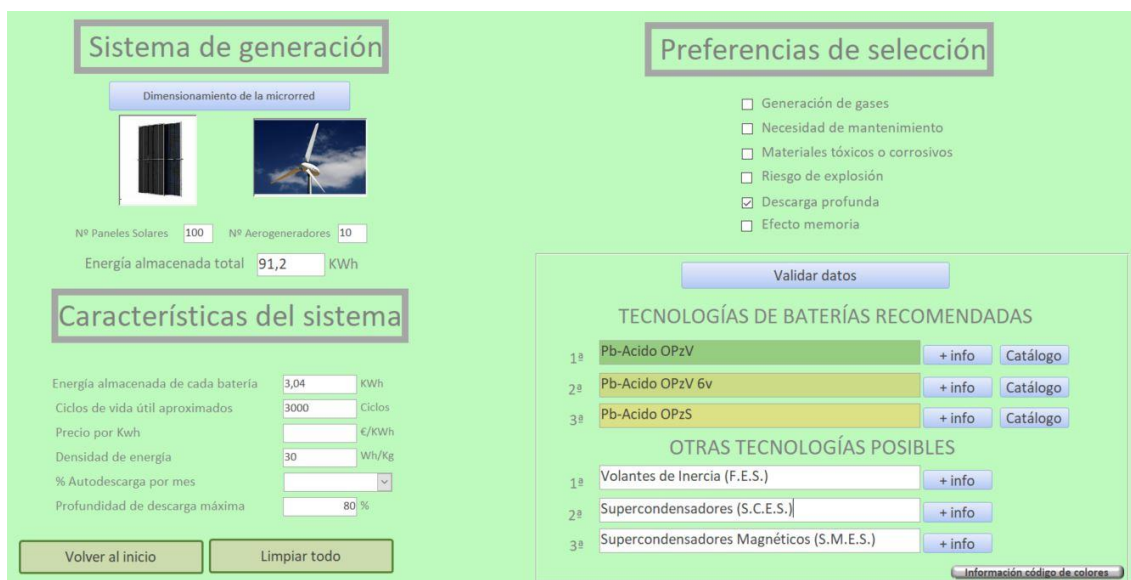 Sistema de generación
Dimensionamiento de la microrred
Nº Paneles Solares 100 Nº Aerogeneradores 10
Energía almacenada total 91,2 KWh
Características del sistema
Energía almacenada de cada batería 3,04 KWh
Ciclos de vida útil aproximados 3000 Ciclos
Precio por Kwh €/KWh
Densidad de energía 30 Wh/Kg
% Autodescarga por mes
Profundidad de descarga máxima 80 %
Volver al inicio Limpiar todo
Preferencias de selección
Generación de gases
Necesidad de mantenimiento
Materiales tóxicos o corrosivos
Riesgo de explosión
Descarga profunda
Efecto memoria
Validar datos
TECNOLOGÍAS DE BATERÍAS RECOMENDADAS
1ª Pb-Acido OPzV + info Catálogo
2ª Pb-Acido OPzV 6v + info Catálogo
3ª Pb-Acido OPzS + info Catálogo
OTRAS TECNOLOGÍAS POSIBLES
1ª Volantes de Inercia (F.E.S.) + info
2ª Supercondensadores (S.C.E.S.) + info
3ª Supercondensadores Magnéticos (S.M.E.S.) + info
Información código de colores